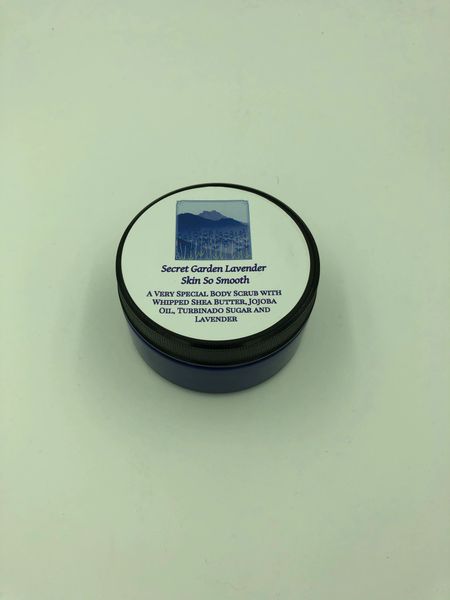 Secret Garden Lavender
Skin So Smooth
A Very Special Body Scrub with
Whipped Shea Butter, Jojoba
Oil, Turbinado Sugar and
Lavender